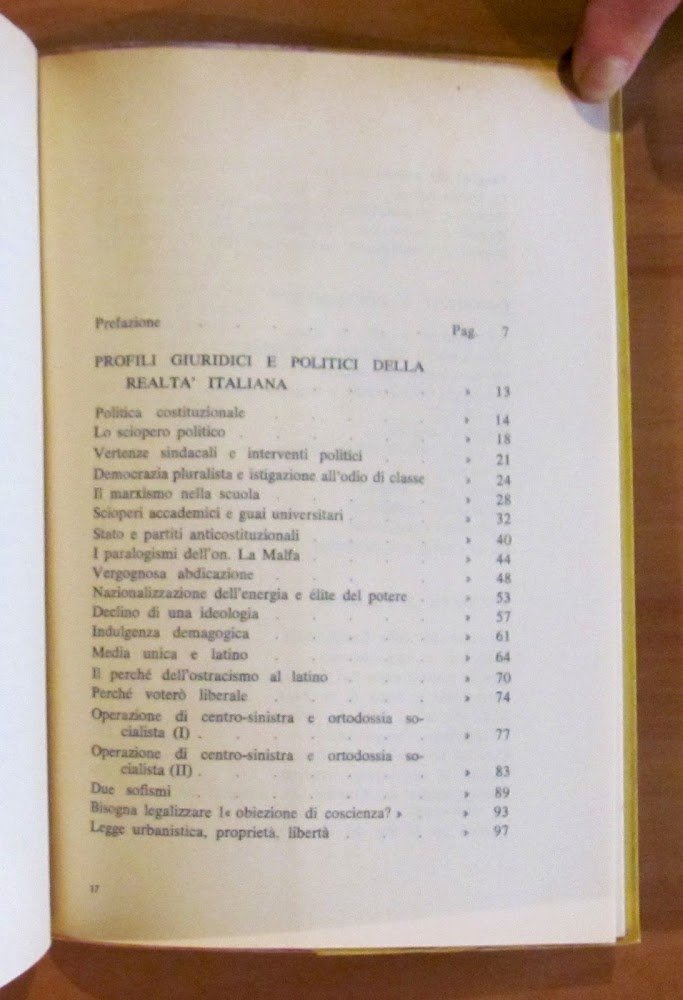 Prefazione . . . . . . . Pag. 7
PROFILI GIURIDICI E POLITICI DELLA
REALTA' ITALIANA . . . . » 13
Politica costituzionale . . . . . » 14
Lo sciopero politico . . . . . . » 18
Vertenze sindacali e interventi politici . . » 21
Democrazia pluralista e istigazione all'odio di classe » 24
Il marxismo nella scuola . . . . . » 28
Scioperi accademici e guai universitari . . . » 32
Stato e partiti anticostituzionali . . . . » 40
I paralogismi dell'on. La Malfa . . . . » 44
Vergognosa abdicazione . . . . . » 48
Nazionalizzazione dell'energia e élite del potere . » 53
Declino di una ideologia . . . . . » 57
Indulgenza demagogica . . . . . » 61
Media unica e latino . . . . . » 64
Il perché dell'ostracismo al latino . . . » 70
Perché voterò liberale . . . . . » 74
Operazione di centro-sinistra e ortodossia so-
cialista (I) . . . . . . . » 77
Operazione di centro-sinistra e ortodossia so-
cialista (II) . . . . . . . » 83
Due sofismi . . . . . . . » 89
Bisogna legalizzare l« obiezione di coscienza? » . » 93
Legge urbanistica, proprietà, libertà . . . » 97
17